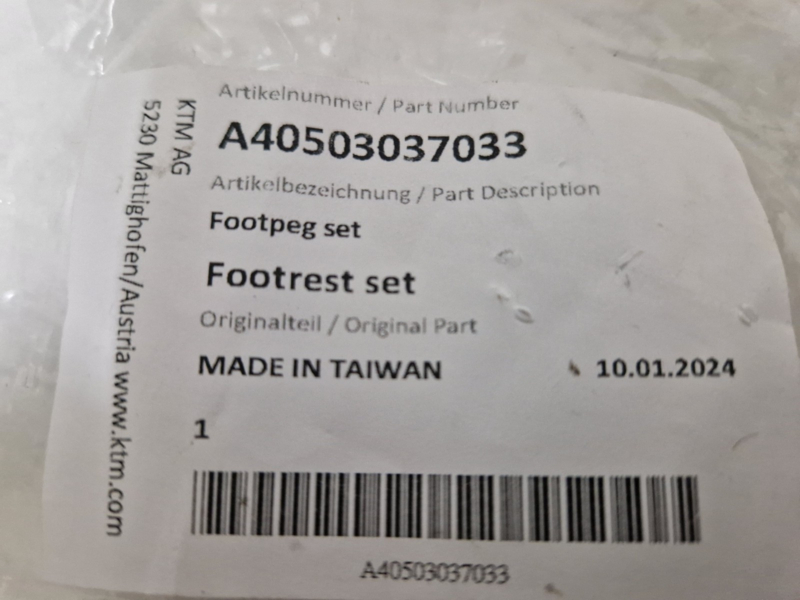 Artikelnummer / Part Number
A40503037033
Artikelbezeichnung / Part Description
Footpeg set
Footrest set
Originalteil / Original Part
MADE IN TAIWAN 10.01.2024
1
A40503037033
KTM AG
5230 Mattighofen/Austria www.ktm.com